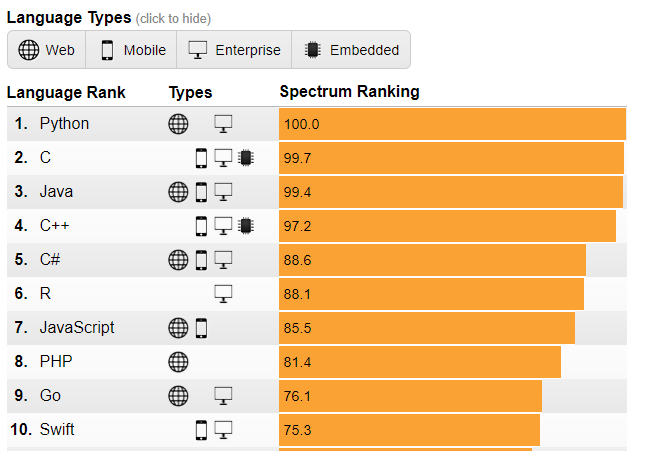 Language Types (click to hide)
Web Mobile Enterprise Embedded
Language Rank Types Spectrum Ranking
1. Python 100.0
2. C 99.7
3. Java 99.4
4. C++ 97.2
5. C# 88.6
6. R 88.1
7. JavaScript 85.5
8. PHP 81.4
9. Go 76.1
10. Swift 75.3